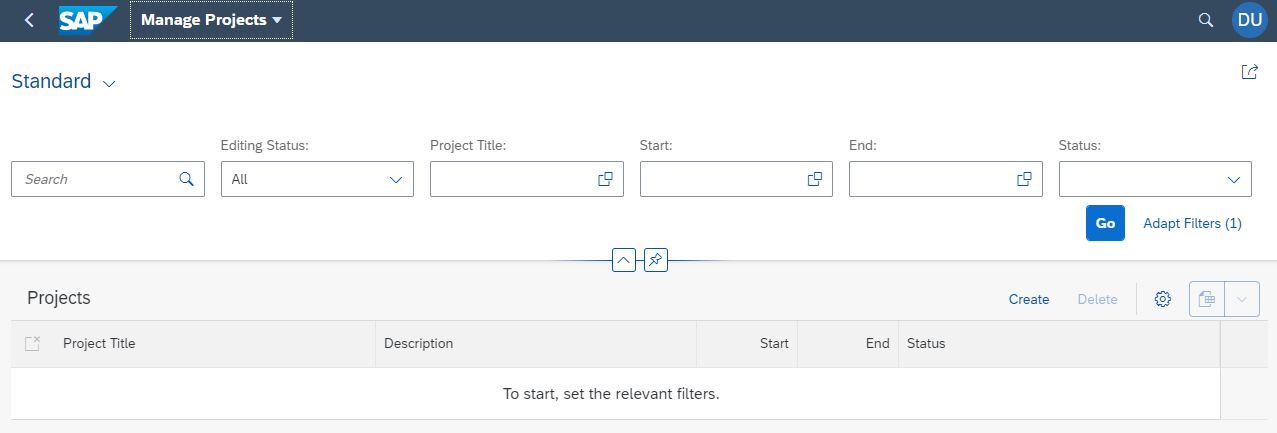 SAP Manage Projects DU
Standard
Editing Status: Project Title: Start: End: Status:
Search All
Go Adapt Filters (1)
Projects Create Delete
Project Title Description Start End Status
To start, set the relevant filters.